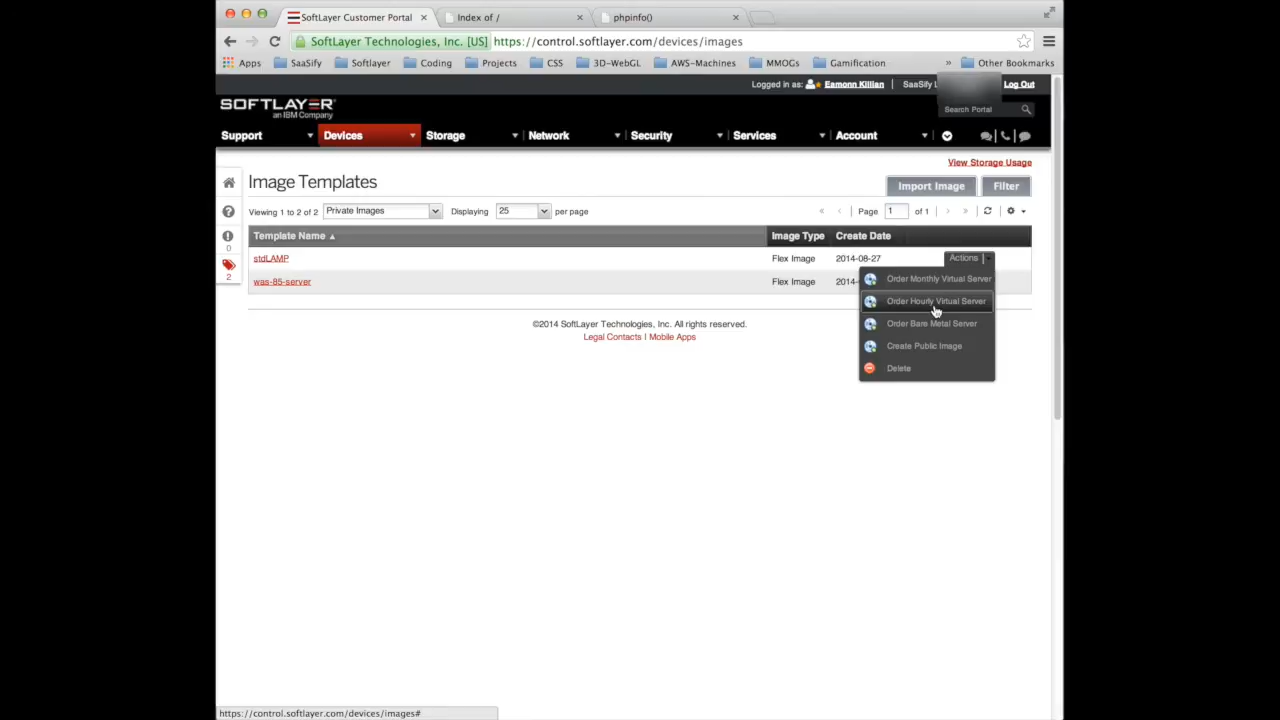 SoftLayer Customer Portal
Index of /
phpinfo()
SoftLayer Technologies, Inc. [US] https://control.softlayer.com/devices/images
Apps SaaSify Softlayer Coding Projects CSS 3D-WebGL AWS-Machines MMOGs Gamification » Other Bookmarks
Logged in as: Eamonn Killian | SaaSify L Log Out
SOFTLAYER
an IBM Company
Search Portal
Support Devices Storage Network Security Services Account
View Storage Usage
Image Templates
Import Image Filter
Viewing 1 to 2 of 2 Private Images Displaying 25 per page « ‹ Page 1 of 1 › »
0
2
Template Name Image Type Create Date
stdLAMP Flex Image 2014-08-27 Actions
was-85-server Flex Image 2014-
Order Monthly Virtual Server
Order Hourly Virtual Server
Order Bare Metal Server
Create Public Image
Delete
©2014 SoftLayer Technologies, Inc. All rights reserved.
Legal Contacts | Mobile Apps
https://control.softlayer.com/devices/images#